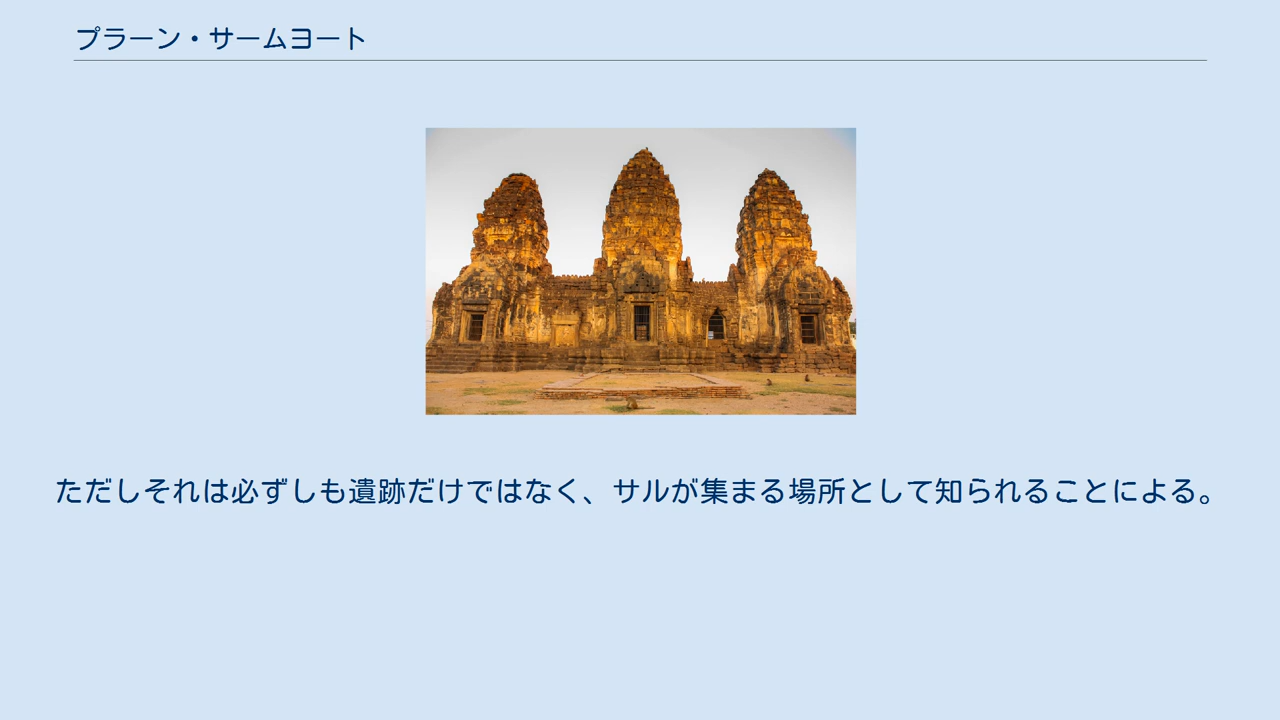 プラーン・サームヨート
ただしそれは必ずしも遺跡だけではなく、サルが集まる場所として知られることによる。